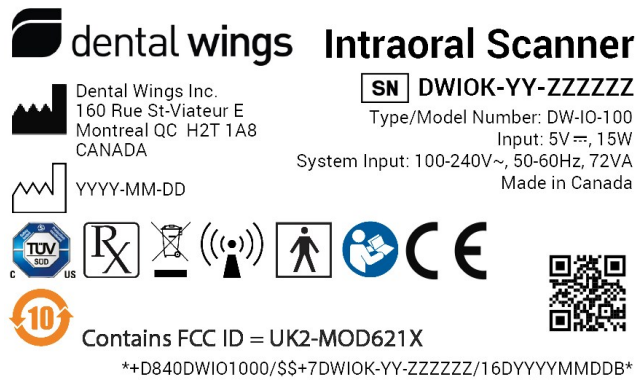 dental wings
Intraoral Scanner
SN DWIOK-YY-ZZZZZZ
Dental Wings Inc.
160 Rue St-Viateur E
Montreal QC H2T 1A8
CANADA
Type/Model Number: DW-IO-100
Input: 5V⎓, 15W
System Input: 100-240V~, 50-60Hz, 72VA
Made in Canada
YYYY-MM-DD
TÜV
SÜD
C US
Rx
CE
10
Contains FCC ID = UK2-MOD621X
*+D840DWIO1000/$$+7DWIOK-YY-ZZZZZZ/16DYYYYMMDDB*